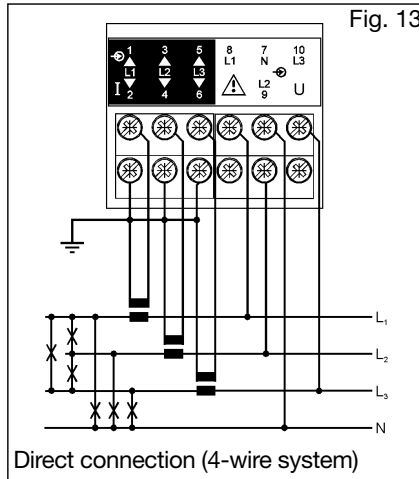 Fig. 13
1 3 5 8 7 10
L1 N L3
L1 L2 L3
I 2 4 6 L2 9 U
L1
L2
L3
N
Direct connection (4-wire system)